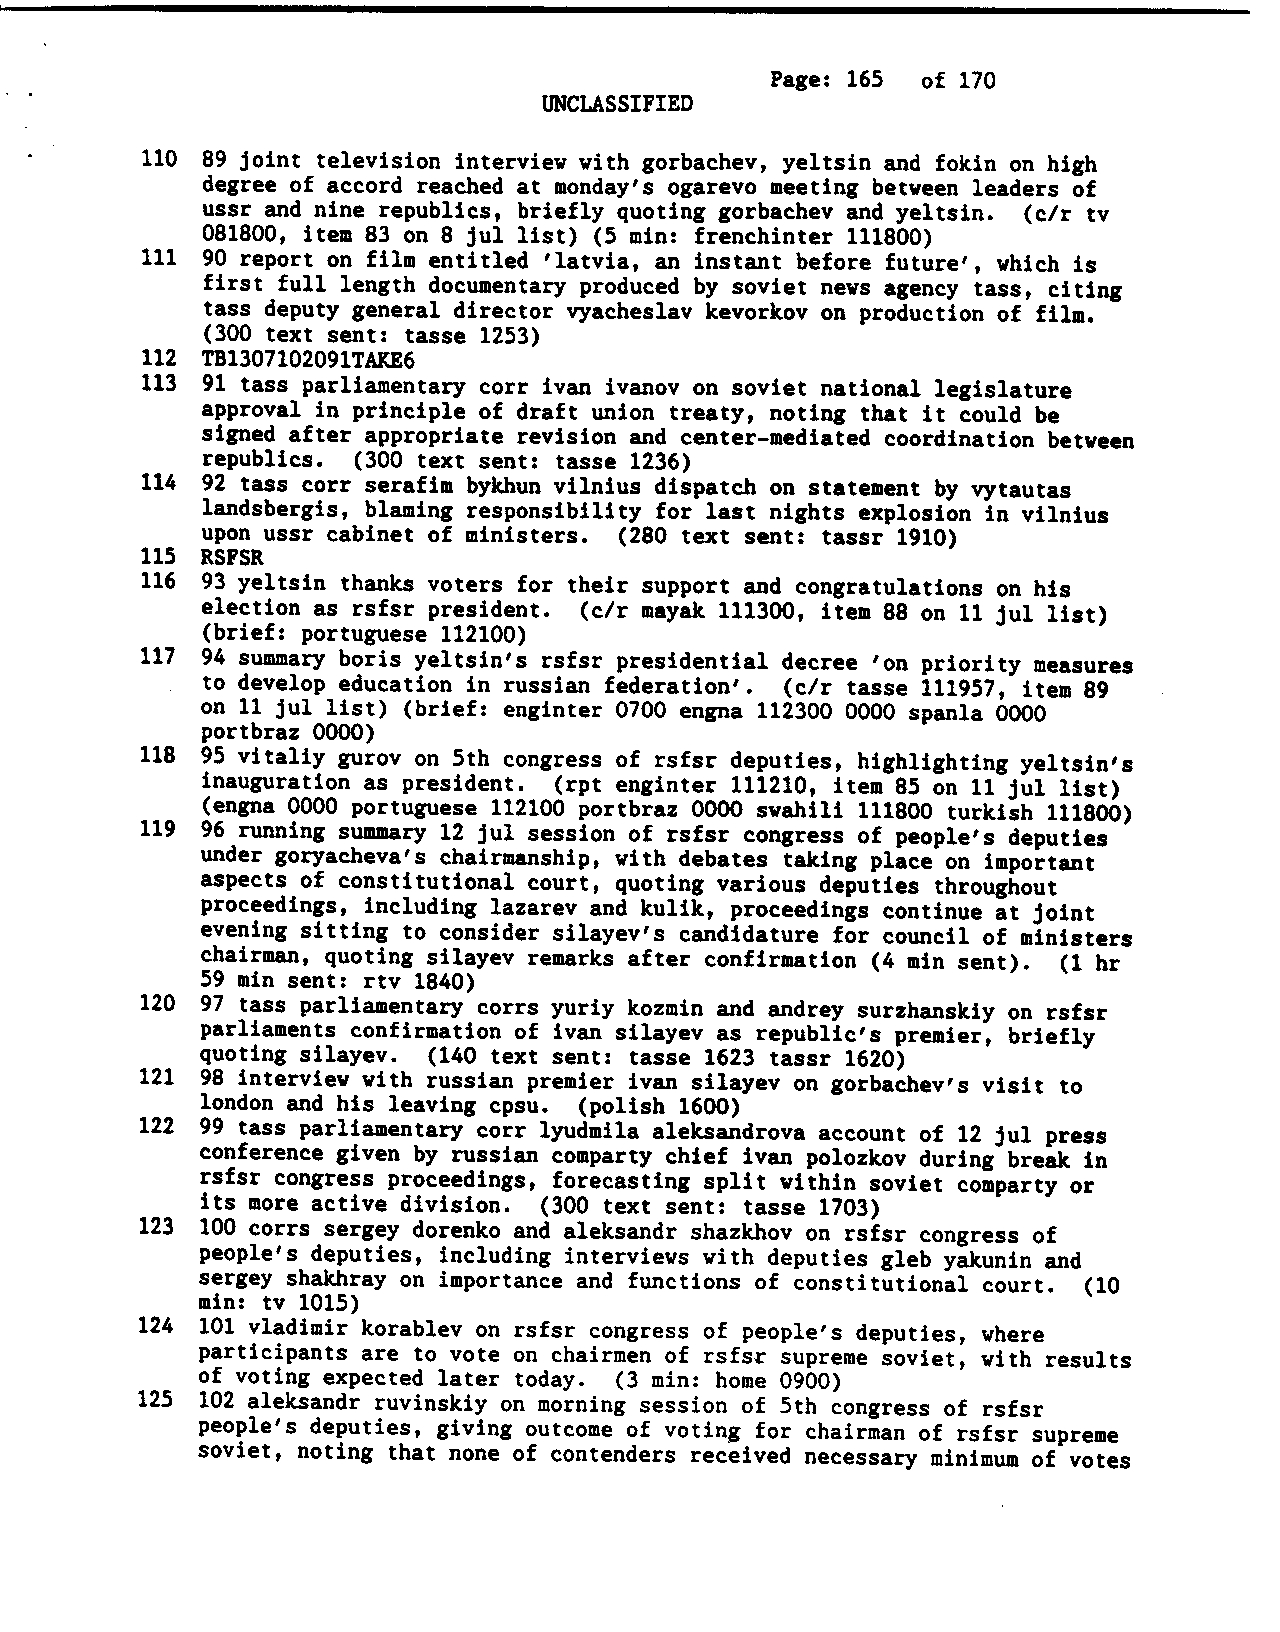 Page: 165 of 170
UNCLASSIFIED
110 89 joint television interview with gorbachev, yeltsin and fokin on high
degree of accord reached at monday's ogarevo meeting between leaders of
ussr and nine republics, briefly quoting gorbachev and yeltsin. (c/r tv
081800, item 83 on 8 jul list) (5 min: frenchinter 111800)
111 90 report on film entitled 'latvia, an instant before future', which is
first full length documentary produced by soviet news agency tass, citing
tass deputy general director vyacheslav kevorkov on production of film.
(300 text sent: tasse 1253)
112 TB1307102091TAKE6
113 91 tass parliamentary corr ivan ivanov on soviet national legislature
approval in principle of draft union treaty, noting that it could be
signed after appropriate revision and center-mediated coordination between
republics. (300 text sent: tasse 1236)
114 92 tass corr serafim bykhun vilnius dispatch on statement by vytautas
landsbergis, blaming responsibility for last nights explosion in vilnius
upon ussr cabinet of ministers. (280 text sent: tassr 1910)
115 RSFSR
116 93 yeltsin thanks voters for their support and congratulations on his
election as rsfsr president. (c/r mayak 111300, item 88 on 11 jul list)
(brief: portuguese 112100)
117 94 summary boris yeltsin's rsfsr presidential decree 'on priority measures
to develop education in russian federation'. (c/r tasse 111957, item 89
on 11 jul list) (brief: enginter 0700 engna 112300 0000 spanla 0000
portbraz 0000)
118 95 vitaliy gurov on 5th congress of rsfsr deputies, highlighting yeltsin's
inauguration as president. (rpt enginter 111210, item 85 on 11 jul list)
(engna 0000 portuguese 112100 portbraz 0000 swahili 111800 turkish 111800)
119 96 running summary 12 jul session of rsfsr congress of people's deputies
under goryacheva's chairmanship, with debates taking place on important
aspects of constitutional court, quoting various deputies throughout
proceedings, including lazarev and kulik, proceedings continue at joint
evening sitting to consider silayev's candidature for council of ministers
chairman, quoting silayev remarks after confirmation (4 min sent). (1 hr
59 min sent: rtv 1840)
120 97 tass parliamentary corrs yuriy kozmin and andrey surzhanskiy on rsfsr
parliaments confirmation of ivan silayev as republic's premier, briefly
quoting silayev. (140 text sent: tasse 1623 tassr 1620)
121 98 interview with russian premier ivan silayev on gorbachev's visit to
london and his leaving cpsu. (polish 1600)
122 99 tass parliamentary corr lyudmila aleksandrova account of 12 jul press
conference given by russian comparty chief ivan polozkov during break in
rsfsr congress proceedings, forecasting split within soviet comparty or
its more active division. (300 text sent: tasse 1703)
123 100 corrs sergey dorenko and aleksandr shazkhov on rsfsr congress of
people's deputies, including interviews with deputies gleb yakunin and
sergey shakhray on importance and functions of constitutional court. (10
min: tv 1015)
124 101 vladimir korablev on rsfsr congress of people's deputies, where
participants are to vote on chairmen of rsfsr supreme soviet, with results
of voting expected later today. (3 min: home 0900)
125 102 aleksandr ruvinskiy on morning session of 5th congress of rsfsr
people's deputies, giving outcome of voting for chairman of rsfsr supreme
soviet, noting that none of contenders received necessary minimum of votes